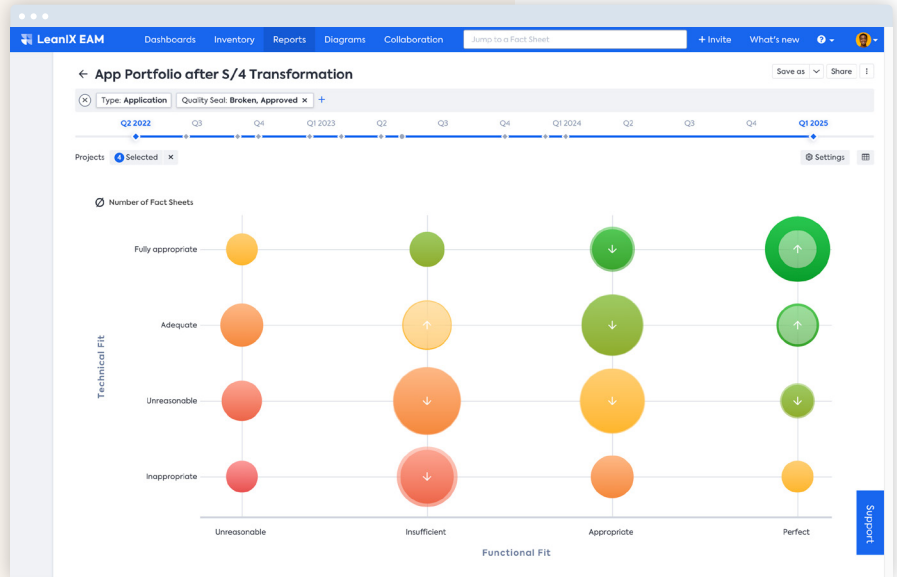 LeanIX EAM Dashboards Inventory Reports Diagrams Collaboration Jump to a Fact Sheet + Invite What's new ?
← App Portfolio after S/4 Transformation Save as Share
Type: Application Quality Seal: Broken, Approved × +
Q2 2022 Q3 Q4 Q1 2023 Q2 Q3 Q4 Q1 2024 Q2 Q3 Q4 Q1 2025
Projects 4 Selected × Settings
Ø Number of Fact Sheets
Fully appropriate
Adequate
Technical Fit
Unreasonable
Inappropriate
Unreasonable Insufficient Appropriate Perfect
Functional Fit
Support